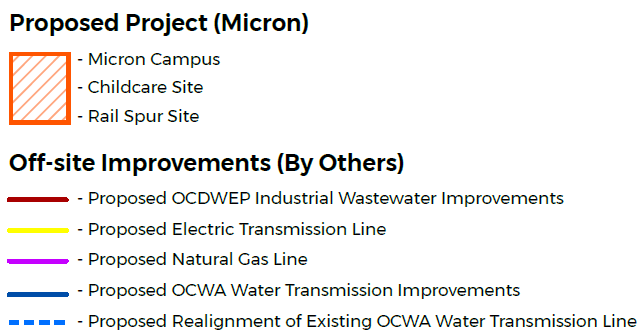 Proposed Project (Micron)
- Micron Campus
- Childcare Site
- Rail Spur Site
Off-site Improvements (By Others)
- Proposed OCDWEP Industrial Wastewater Improvements
- Proposed Electric Transmission Line
- Proposed Natural Gas Line
- Proposed OCWA Water Transmission Improvements
- Proposed Realignment of Existing OCWA Water Transmission Line